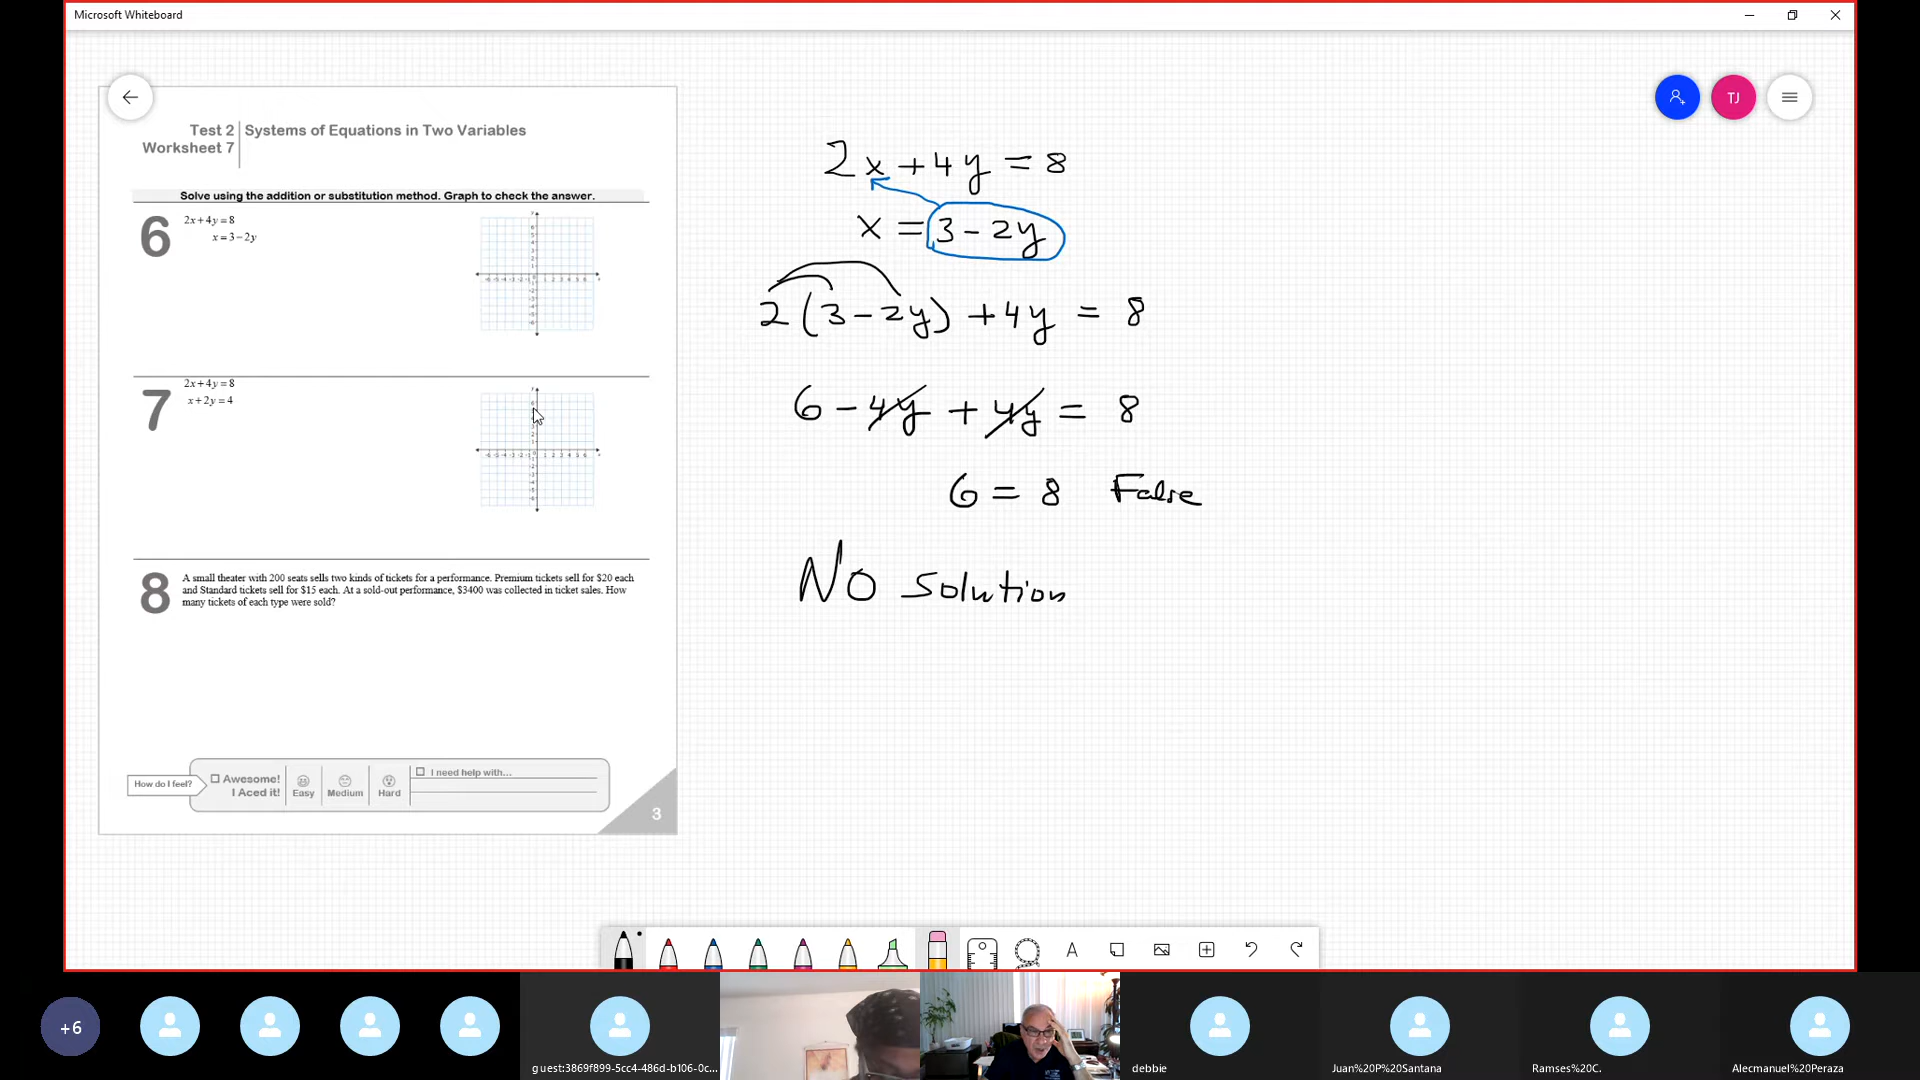 Microsoft Whiteboard
TJ
Test 2 Systems of Equations in Two Variables
Worksheet 7
Solve using the addition or substitution method. Graph to check the answer.
6
2x+4y=8
x=3−2y
7
2x+4y=8
x+2y=4
8
A small theater with 200 seats sells two kinds of tickets for a performance. Premium tickets sell for $20 each
and Standard tickets sell for $15 each. At a sold-out performance, $3400 was collected in ticket sales. How
many tickets of each type were sold?
How do I feel?
Awesome!
I Aced it!
Easy
Medium
Hard
I need help with...
3
2x+4y=8
x=3−2y
2(3−2y)+4y=8
6−4y+4y=8
6=8 False
No solution
A
+6
guest:3869f899-5cc4-486d-b106-0c...
debbie
Juan%20P%20Santana
Ramses%20C.
Alecmanuel%20Peraza